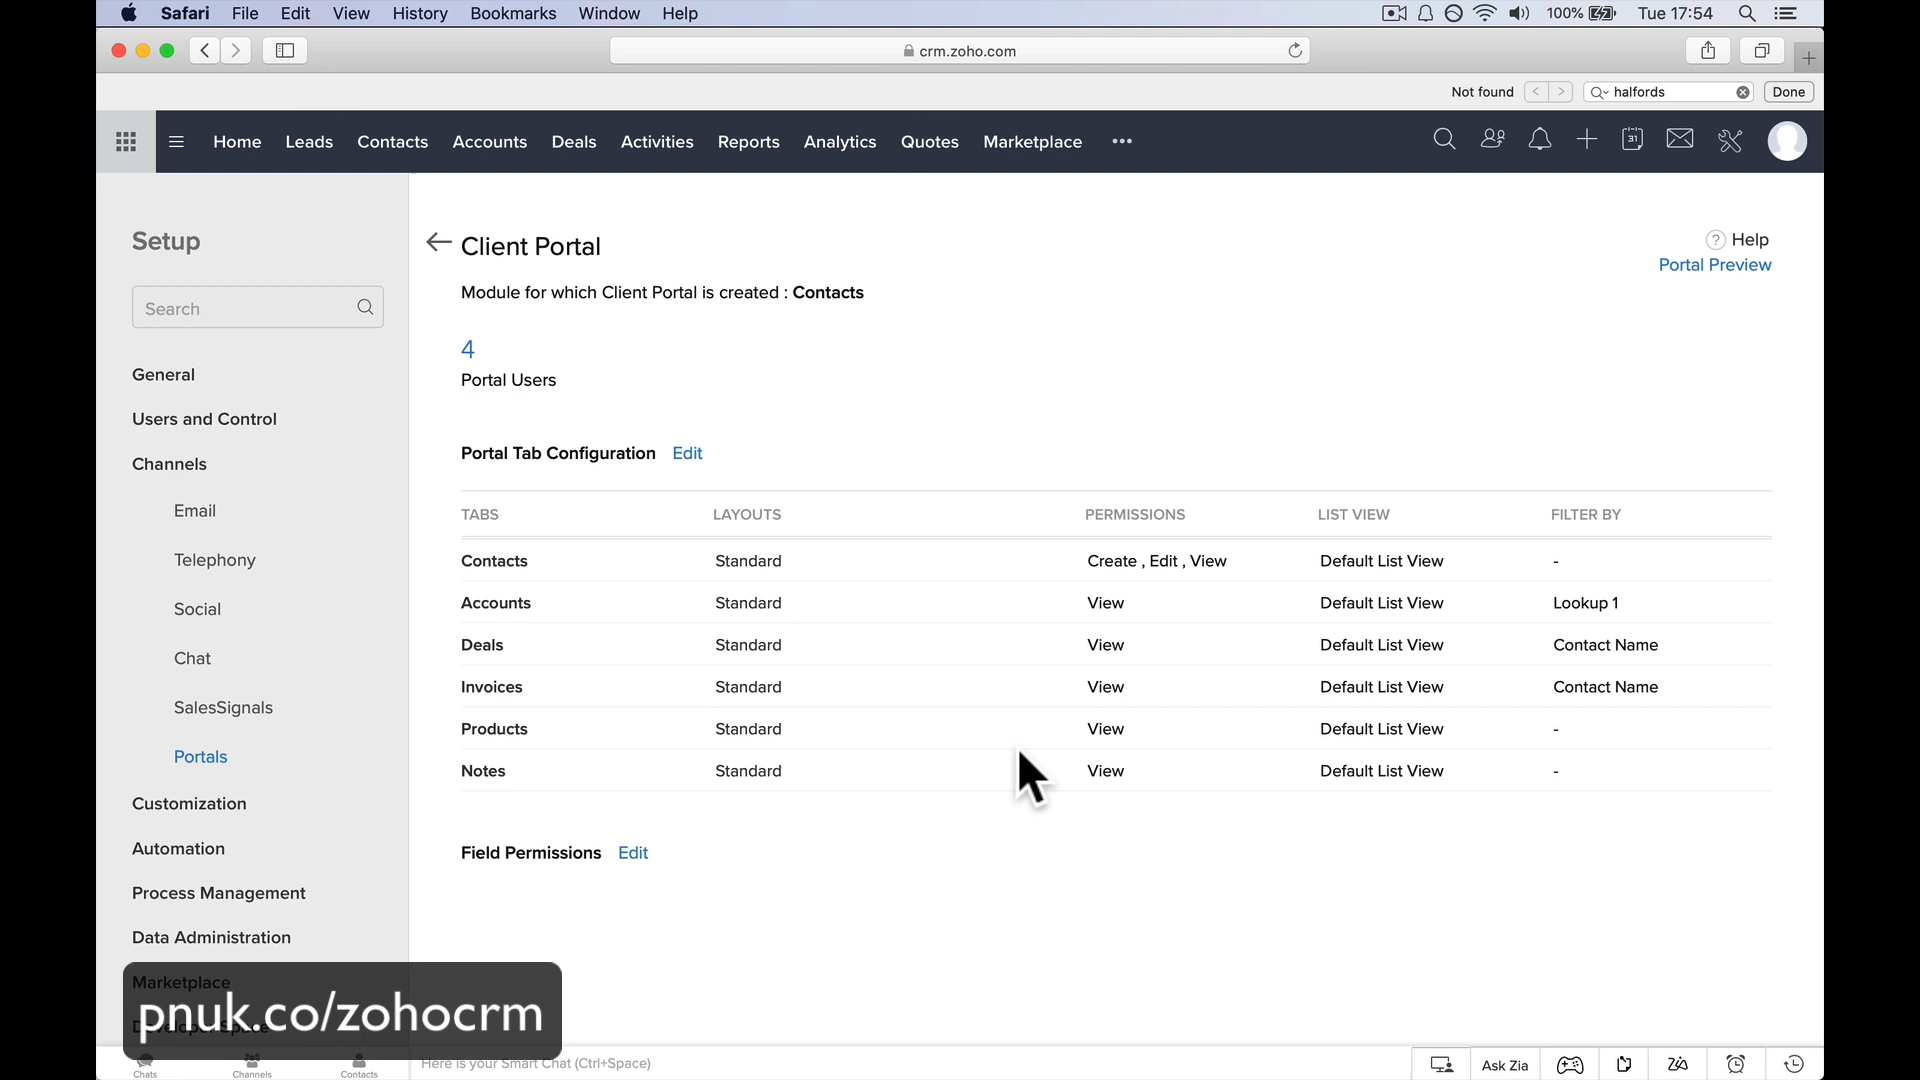 Safari File Edit View History Bookmarks Window Help 100% Tue 17:54
crm.zoho.com
Not found halfords Done
Home Leads Contacts Accounts Deals Activities Reports Analytics Quotes Marketplace ••• 31
Setup
Search
General
Users and Control
Channels
Email
Telephony
Social
Chat
SalesSignals
Portals
Customization
Automation
Process Management
Data Administration
Marketplace
Developer Space
pnuk.co/zohocrm
Client Portal
? Help
Portal Preview
Module for which Client Portal is created : Contacts
4
Portal Users
Portal Tab Configuration Edit
TABS LAYOUTS PERMISSIONS LIST VIEW FILTER BY
Contacts Standard Create , Edit , View Default List View -
Accounts Standard View Default List View Lookup 1
Deals Standard View Default List View Contact Name
Invoices Standard View Default List View Contact Name
Products Standard View Default List View -
Notes Standard View Default List View -
Field Permissions Edit
Chats Channels Contacts Here is your Smart Chat (Ctrl+Space) Ask Zia